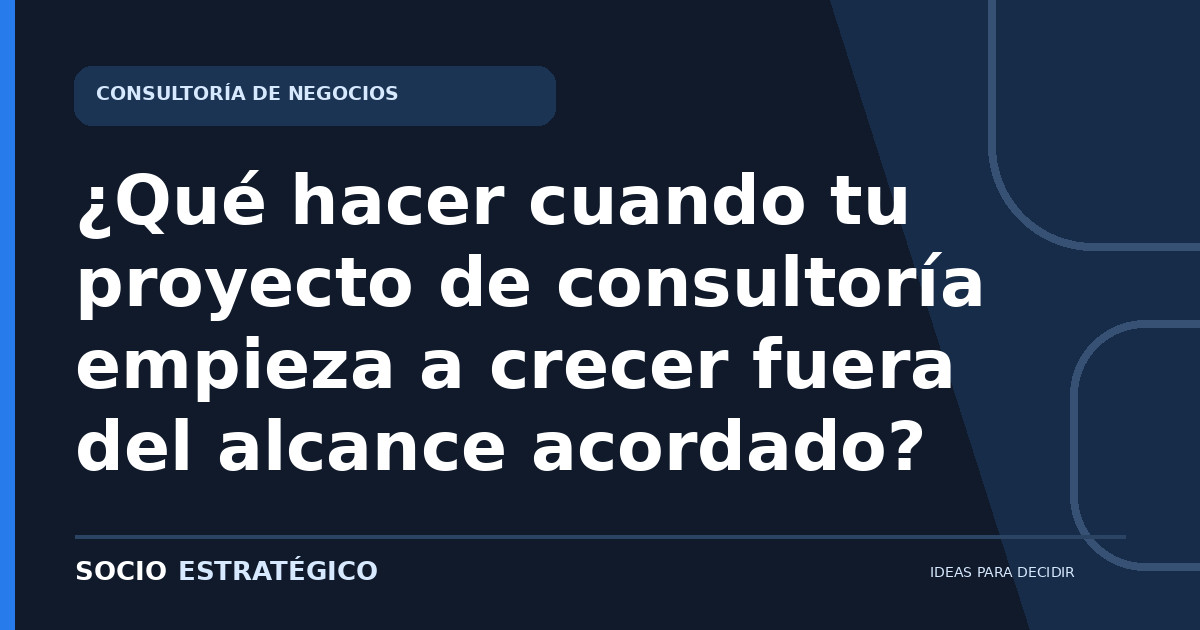 CONSULTORÍA DE NEGOCIOS
¿Qué hacer cuando tu
proyecto de consultoría
empieza a crecer fuera
del alcance acordado?
SOCIO ESTRATÉGICO
IDEAS PARA DECIDIR